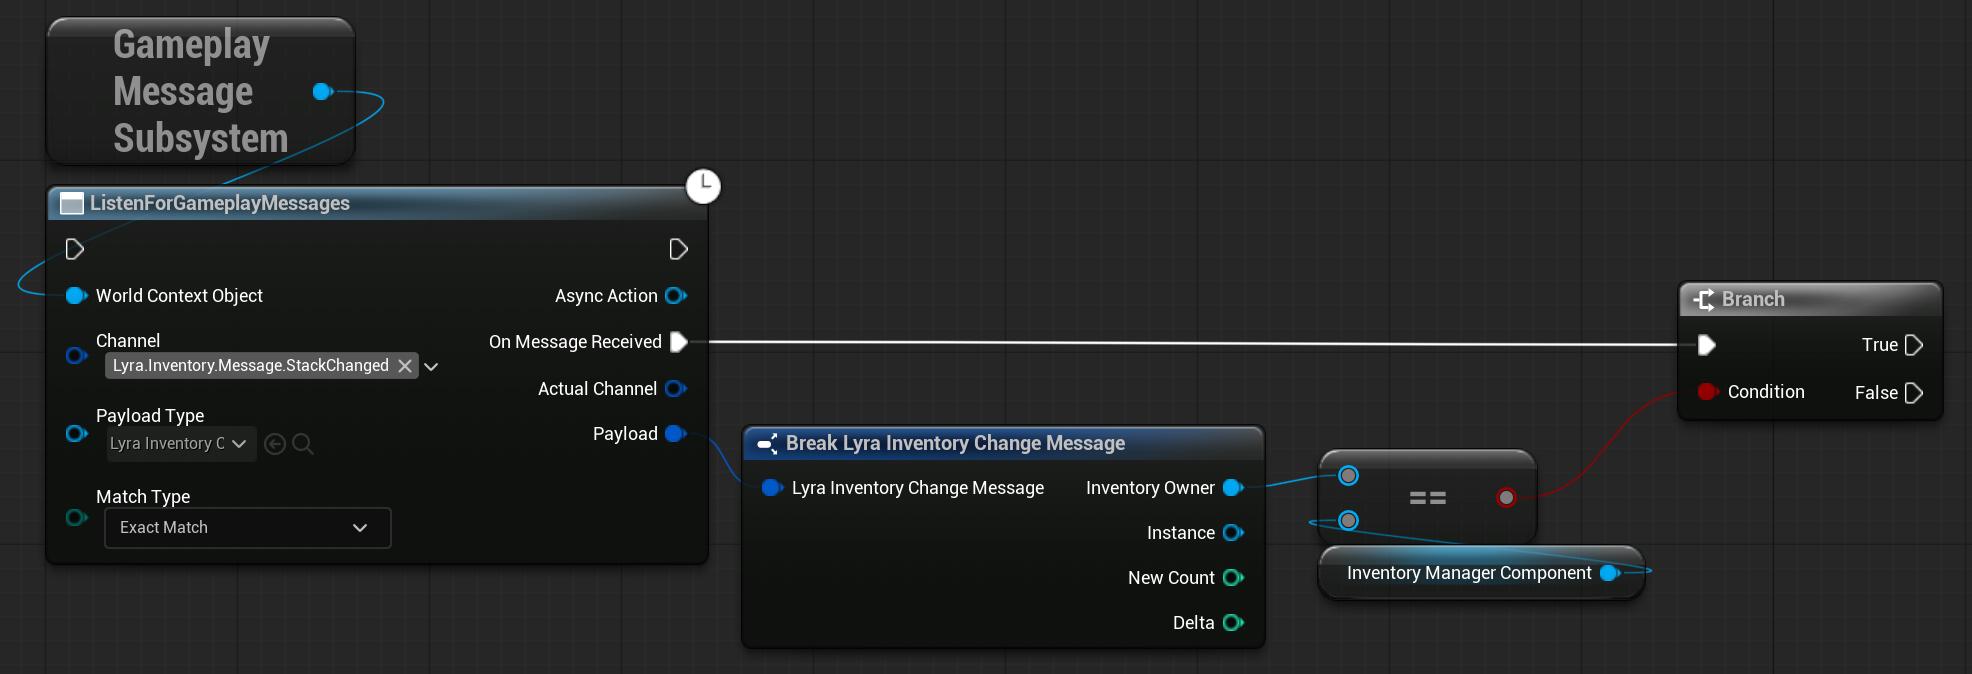 Gameplay
Message
Subsystem
ListenForGameplayMessages
World Context Object
Async Action
Channel
Lyra.Inventory.Message.StackChanged
On Message Received
Actual Channel
Payload Type
Lyra Inventory C
Payload
Match Type
Exact Match
Break Lyra Inventory Change Message
Lyra Inventory Change Message
Inventory Owner
Instance
New Count
Delta
==
Inventory Manager Component
Branch
True
Condition
False